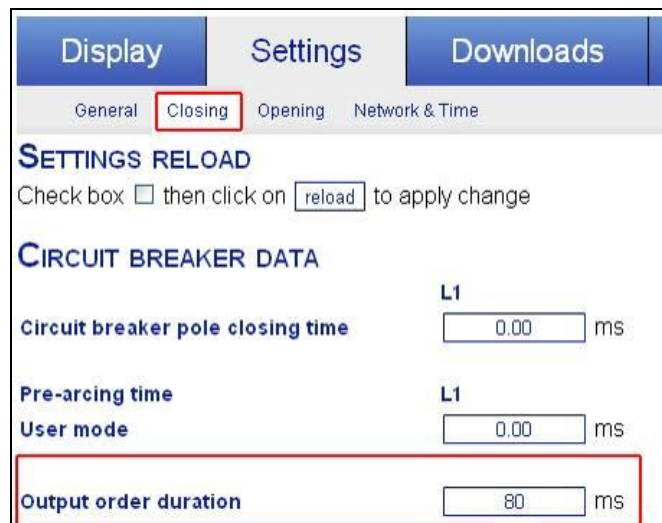 Display Settings Downloads
General Closing Opening Network & Time
SETTINGS RELOAD
Check box then click on reload to apply change
CIRCUIT BREAKER DATA
L1
Circuit breaker pole closing time 0.00 ms
Pre-arcing time L1
User mode 0.00 ms
Output order duration 80 ms